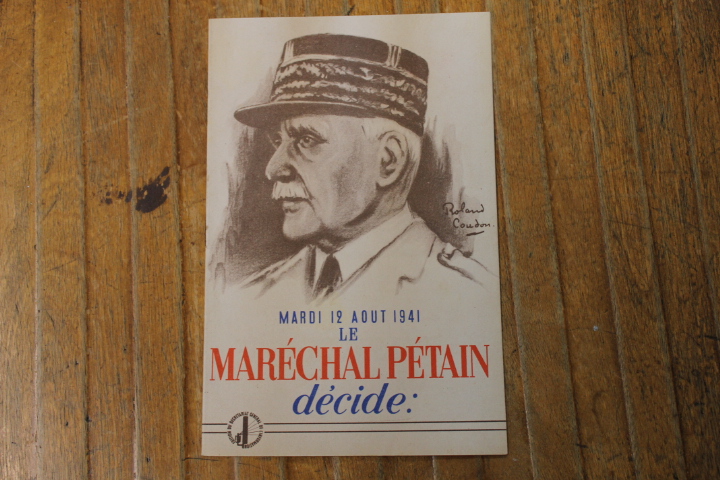 Roland
Coudon.
MARDI 12 AOUT 1941
LE
MARÉCHAL PÉTAIN
décide: